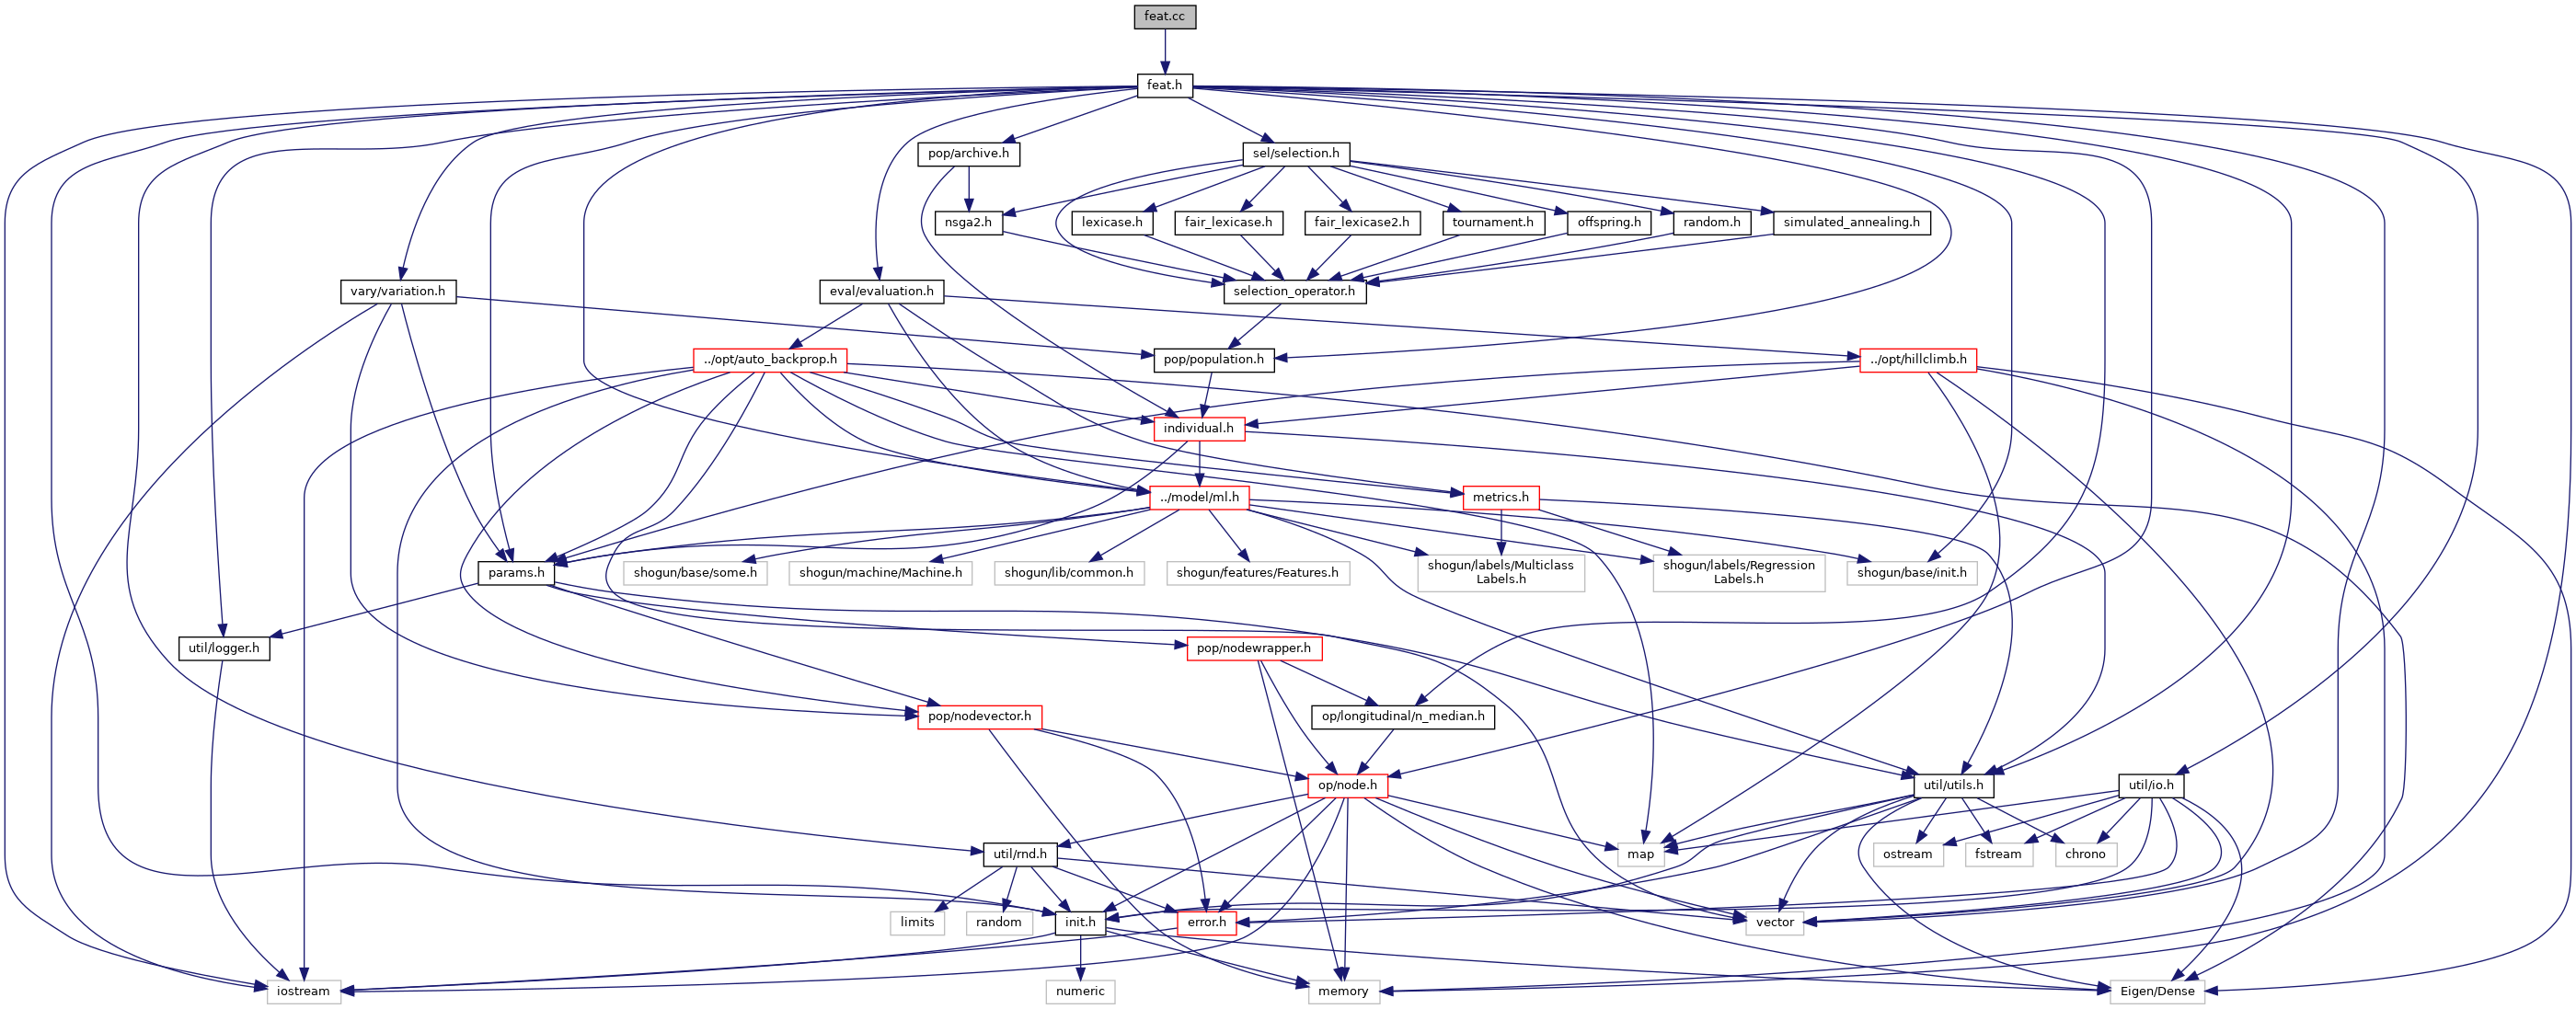 feat.cc
feat.h
pop/archive.h
sel/selection.h
nsga2.h
lexicase.h
fair_lexicase.h
fair_lexicase2.h
tournament.h
offspring.h
random.h
simulated_annealing.h
vary/variation.h
eval/evaluation.h
selection_operator.h
../opt/auto_backprop.h
pop/population.h
../opt/hillclimb.h
individual.h
../model/ml.h
metrics.h
params.h
shogun/base/some.h
shogun/machine/Machine.h
shogun/lib/common.h
shogun/features/Features.h
shogun/labels/Multiclass
Labels.h
shogun/labels/Regression
Labels.h
shogun/base/init.h
util/logger.h
pop/nodewrapper.h
pop/nodevector.h
op/longitudinal/n_median.h
op/node.h
util/utils.h
util/io.h
util/rnd.h
map
ostream
fstream
chrono
limits
random
init.h
error.h
vector
iostream
numeric
memory
Eigen/Dense